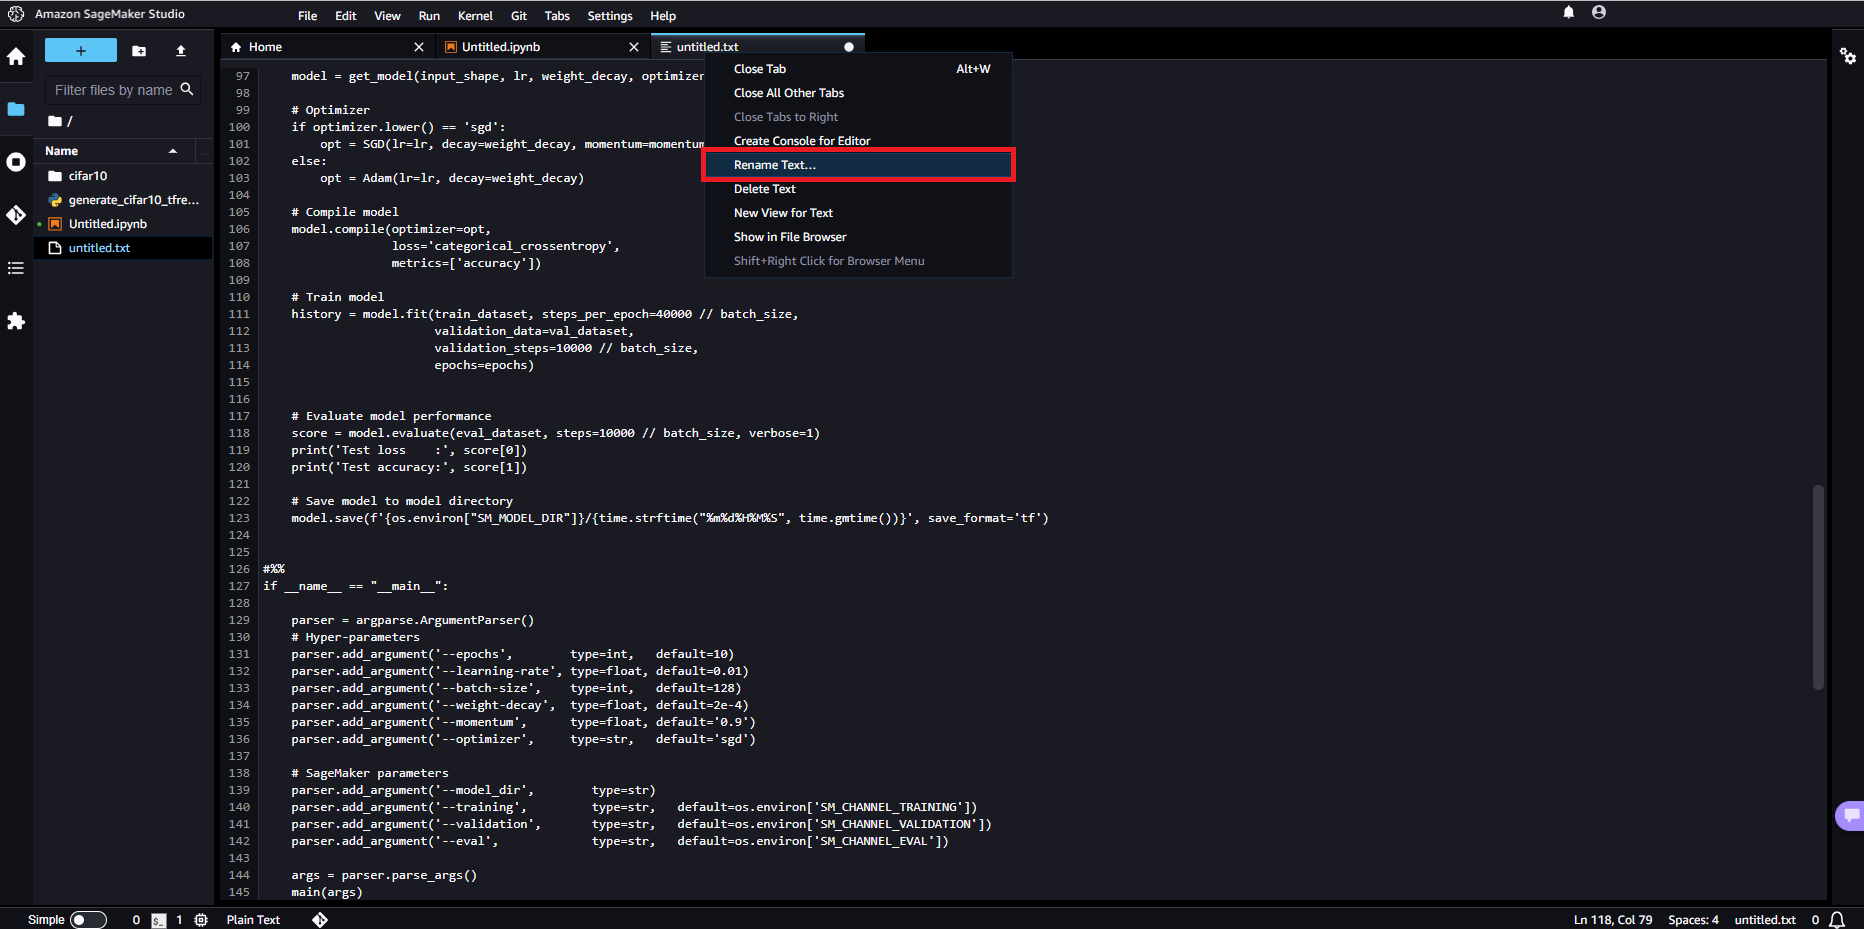 Amazon SageMaker Studio
File Edit View Run Kernel Git Tabs Settings Help
+
Filter files by name
/
Name
cifar10
generate_cifar10_tfre...
Untitled.ipynb
untitled.txt
Home
Untitled.ipynb
untitled.txt
Close Tab Alt+W
Close All Other Tabs
Close Tabs to Right
Create Console for Editor
Rename Text...
Delete Text
New View for Text
Show in File Browser
Shift+Right Click for Browser Menu
97 model = get_model(input_shape, lr, weight_decay, optimizer
98
99 # Optimizer
100 if optimizer.lower() == 'sgd':
101 opt = SGD(lr=lr, decay=weight_decay, momentum=momentum
102 else:
103 opt = Adam(lr=lr, decay=weight_decay)
104
105 # Compile model
106 model.compile(optimizer=opt,
107 loss='categorical_crossentropy',
108 metrics=['accuracy'])
109
110 # Train model
111 history = model.fit(train_dataset, steps_per_epoch=40000 // batch_size,
112 validation_data=val_dataset,
113 validation_steps=10000 // batch_size,
114 epochs=epochs)
115
116
117 # Evaluate model performance
118 score = model.evaluate(eval_dataset, steps=10000 // batch_size, verbose=1)
119 print('Test loss    :', score[0])
120 print('Test accuracy:', score[1])
121
122 # Save model to model directory
123 model.save(f'{os.environ["SM_MODEL_DIR"]}/{time.strftime("%m%d%H%M%S", time.gmtime())}', save_format='tf')
124
125
126 #%%
127 if __name__ == "__main__":
128
129 parser = argparse.ArgumentParser()
130 # Hyper-parameters
131 parser.add_argument('--epochs', type=int, default=10)
132 parser.add_argument('--learning-rate', type=float, default=0.01)
133 parser.add_argument('--batch-size', type=int, default=128)
134 parser.add_argument('--weight-decay', type=float, default=2e-4)
135 parser.add_argument('--momentum', type=float, default='0.9')
136 parser.add_argument('--optimizer', type=str, default='sgd')
137
138 # SageMaker parameters
139 parser.add_argument('--model_dir', type=str)
140 parser.add_argument('--training', type=str, default=os.environ['SM_CHANNEL_TRAINING'])
141 parser.add_argument('--validation', type=str, default=os.environ['SM_CHANNEL_VALIDATION'])
142 parser.add_argument('--eval', type=str, default=os.environ['SM_CHANNEL_EVAL'])
143
144 args = parser.parse_args()
145 main(args)
Simple 0 $_ 1 Plain Text Ln 118, Col 79 Spaces: 4 untitled.txt 0